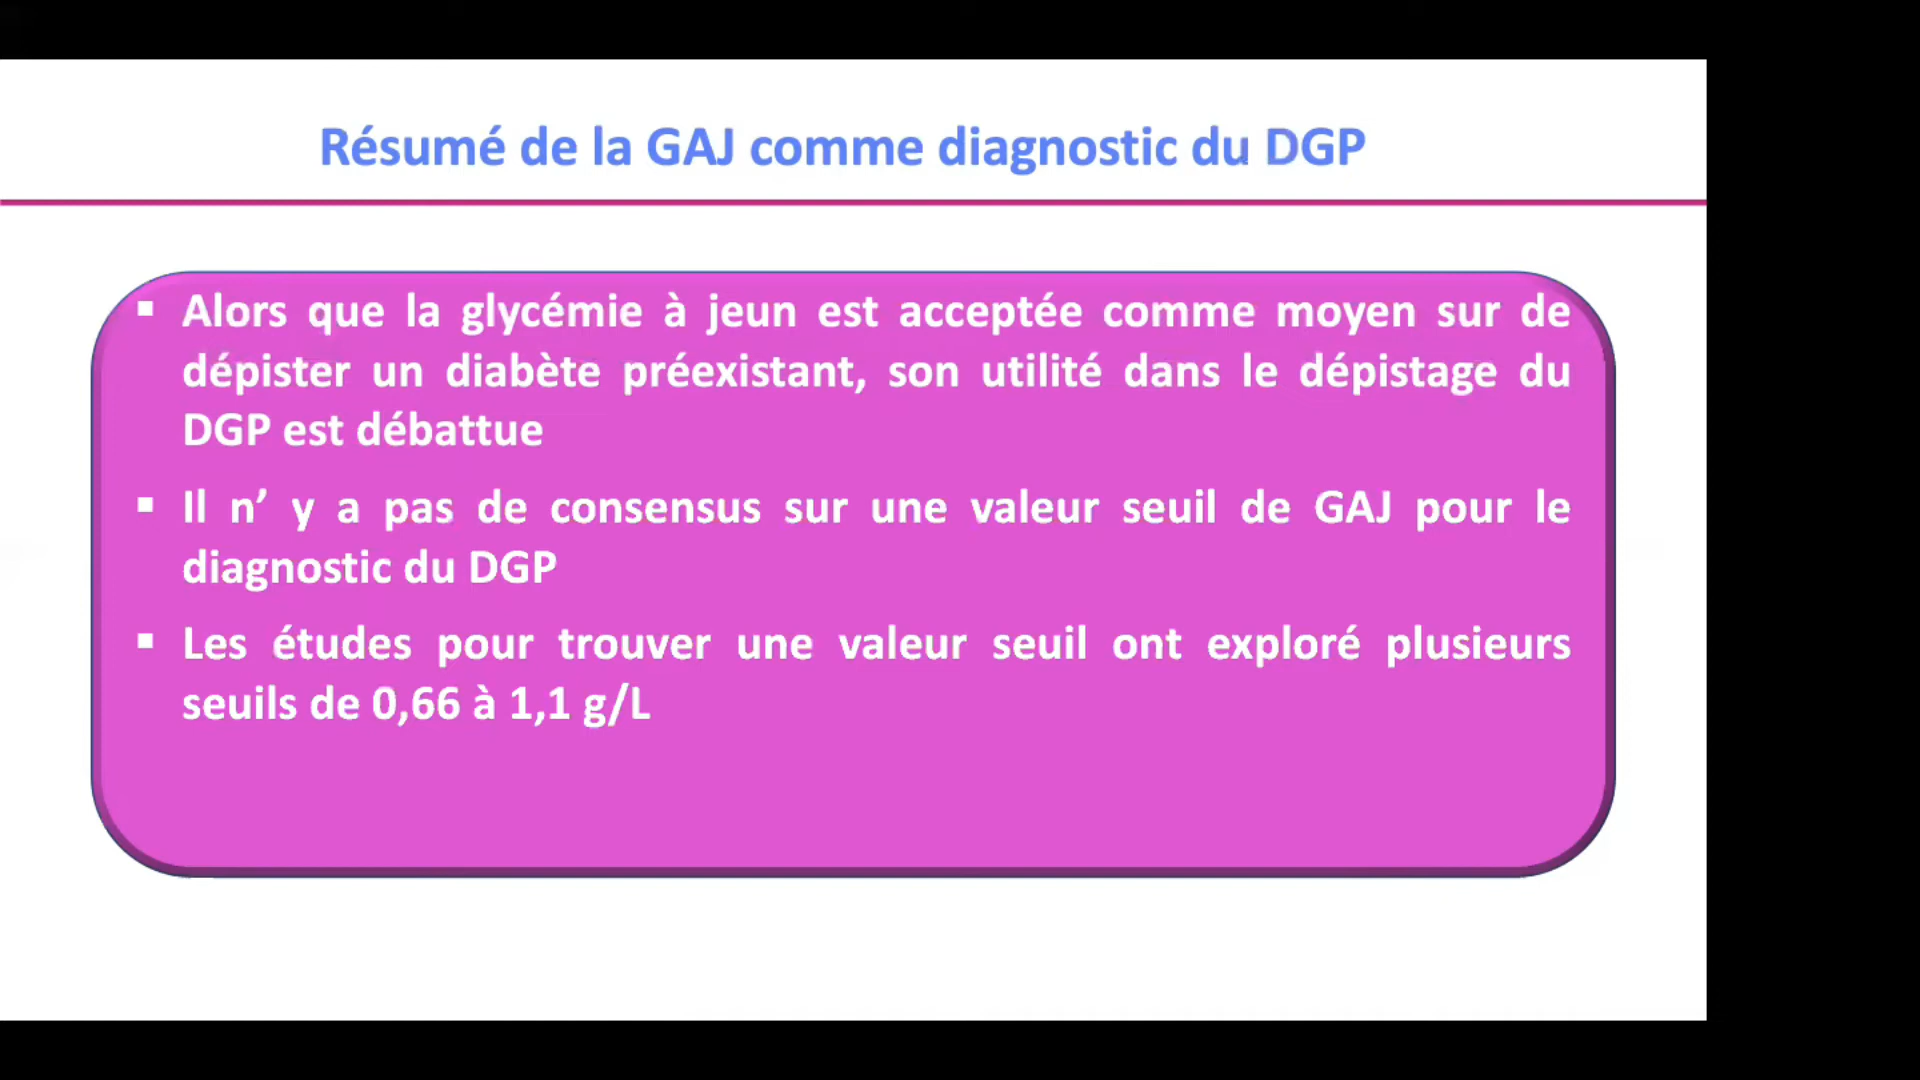 Résumé de la GAJ comme diagnostic du DGP
▪ Alors que la glycémie à jeun est acceptée comme moyen sur de
dépister un diabète préexistant, son utilité dans le dépistage du
DGP est débattue
▪ Il n’ y a pas de consensus sur une valeur seuil de GAJ pour le
diagnostic du DGP
▪ Les études pour trouver une valeur seuil ont exploré plusieurs
seuils de 0,66 à 1,1 g/L